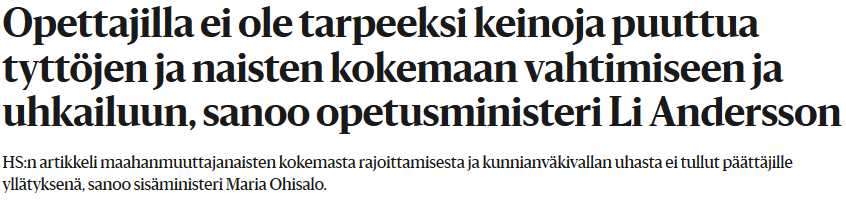 Opettajilla ei ole tarpeeksi keinoja puuttua
tyttöjen ja naisten kokemaan vahtimiseen ja
uhkailuun, sanoo opetusministeri Li Andersson
HS:n artikkeli maahanmuuttajanaisten kokemasta rajoittamisesta ja kunnianväkivallan uhasta ei tullut päättäjille
yllätyksenä, sanoo sisäministeri Maria Ohisalo.